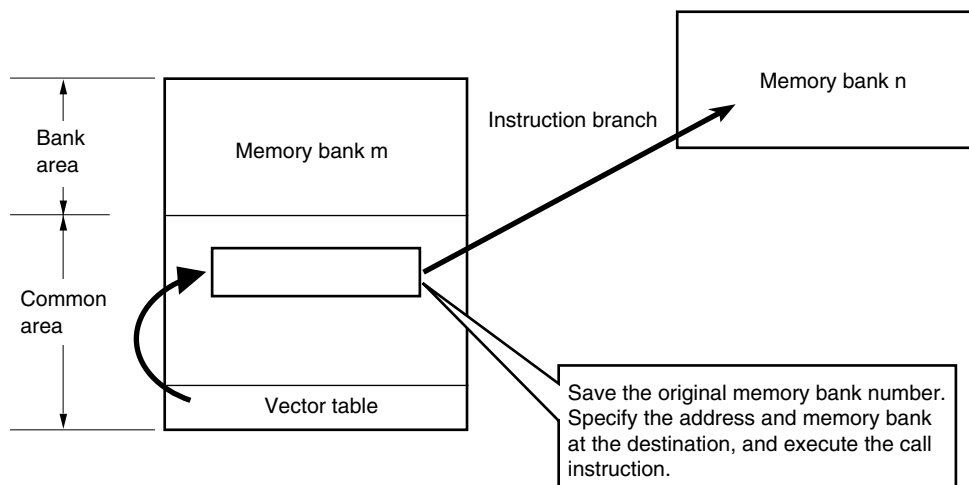 Memory bank n
Instruction branch
Bank
area
Memory bank m
Common
area
Vector table
Save the original memory bank number.
Specify the address and memory bank
at the destination, and execute the call
instruction.